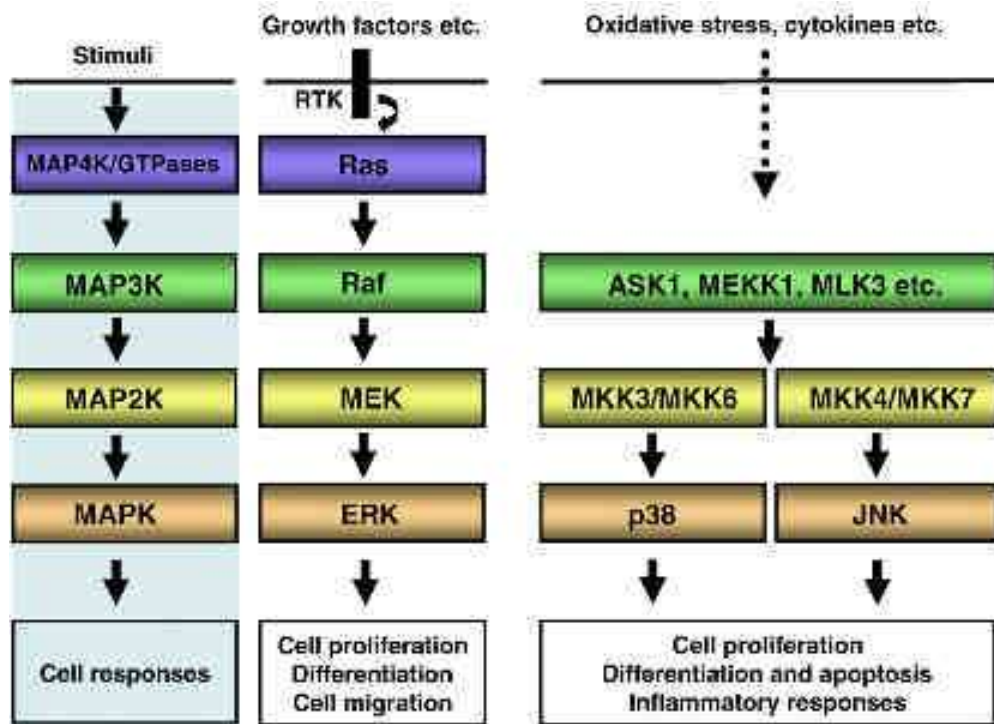 Growth factors etc.
Oxidative stress, cytokines etc.
Stimuli
RTK
MAP4K/GTPases
Ras
MAP3K
Raf
ASK1, MEKK1, MLK3 etc.
MAP2K
MEK
MKK3/MKK6
MKK4/MKK7
MAPK
ERK
p38
JNK
Cell responses
Cell proliferation
Differentiation
Cell migration
Cell proliferation
Differentiation and apoptosis
Inflammatory responses